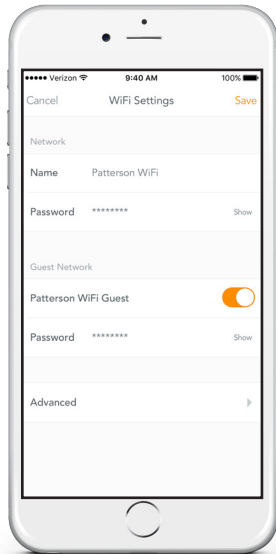 Verizon 9:40 AM 100%
Cancel WiFi Settings Save
Network
Name Patterson WiFi
Password ******** Show
Guest Network
Patterson WiFi Guest
Password ******** Show
Advanced